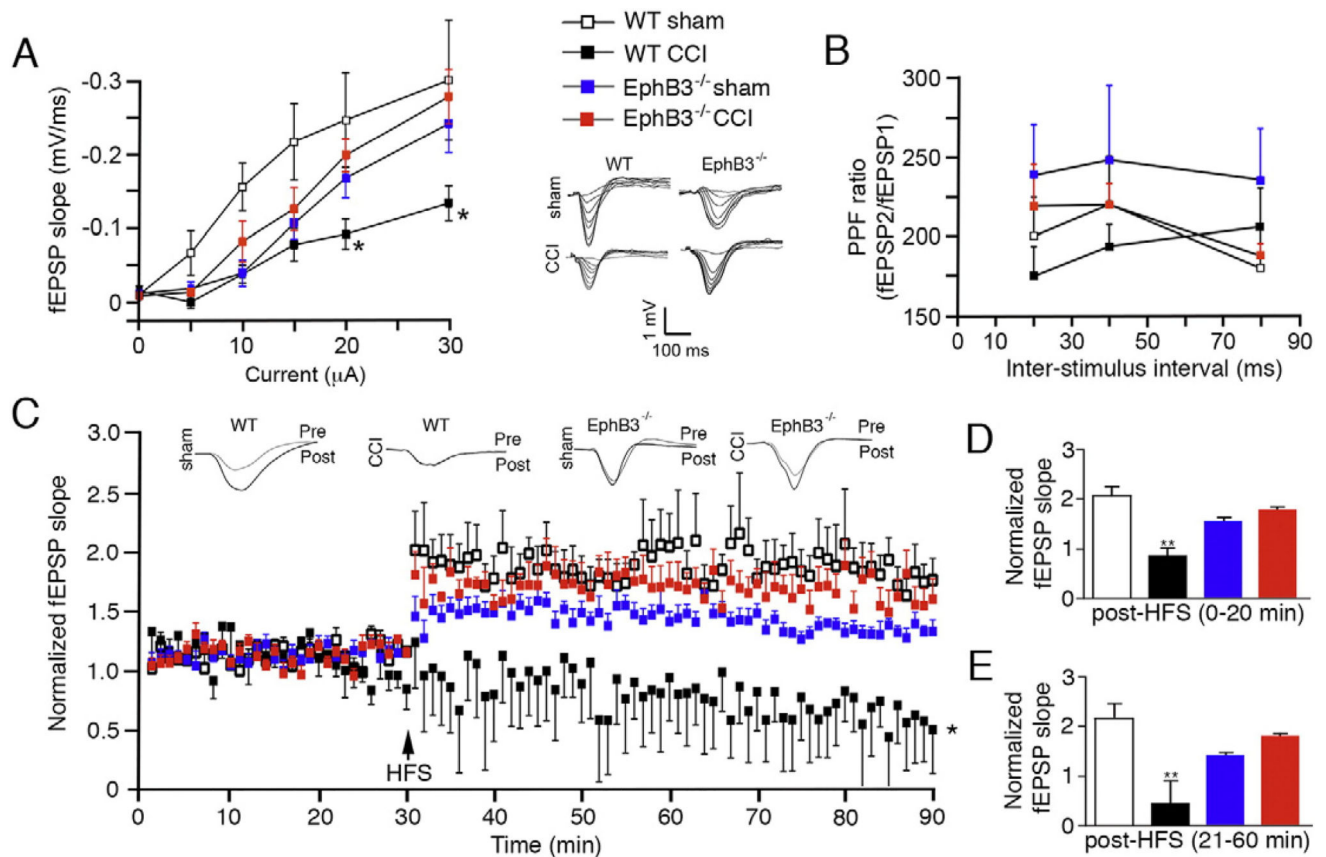 A
fEPSP slope (mV/ms)
-0.3
-0.2
-0.1
0
*
*
0
10
20
30
Current (μA)
WT sham
WT CCI
EphB3-/- sham
EphB3-/- CCI
WT
EphB3-/-
sham
CCI
1 mV
100 ms
B
PPF ratio
(fEPSP2/fEPSP1)
300
250
200
150
0
10
20
40
60
80
90
Inter-stimulus interval (ms)
C
Normalized fEPSP slope
3.0
2.5
2.0
1.5
1.0
0.5
0
sham
WT
Pre
Post
CCI
WT
Pre
Post
sham
EphB3-/-
Pre
Post
CCI
EphB3-/-
Pre
Post
HFS
*
0
10
20
30
40
50
60
70
80
90
Time (min)
D
Normalized
fEPSP slope
3
2
1
0
**
post-HFS (0-20 min)
E
Normalized
fEPSP slope
3
2
1
0
**
post-HFS (21-60 min)